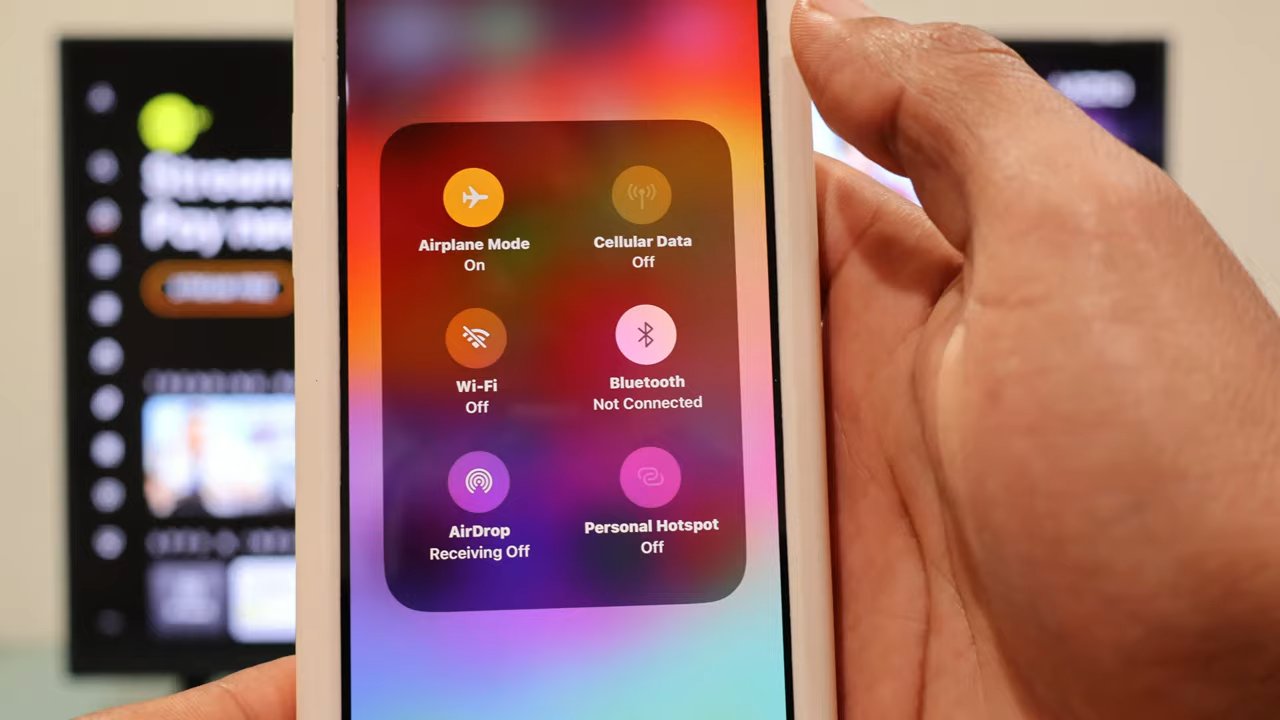 Airplane Mode
On
Cellular Data
Off
Wi-Fi
Off
Bluetooth
Not Connected
AirDrop
Receiving Off
Personal Hotspot
Off